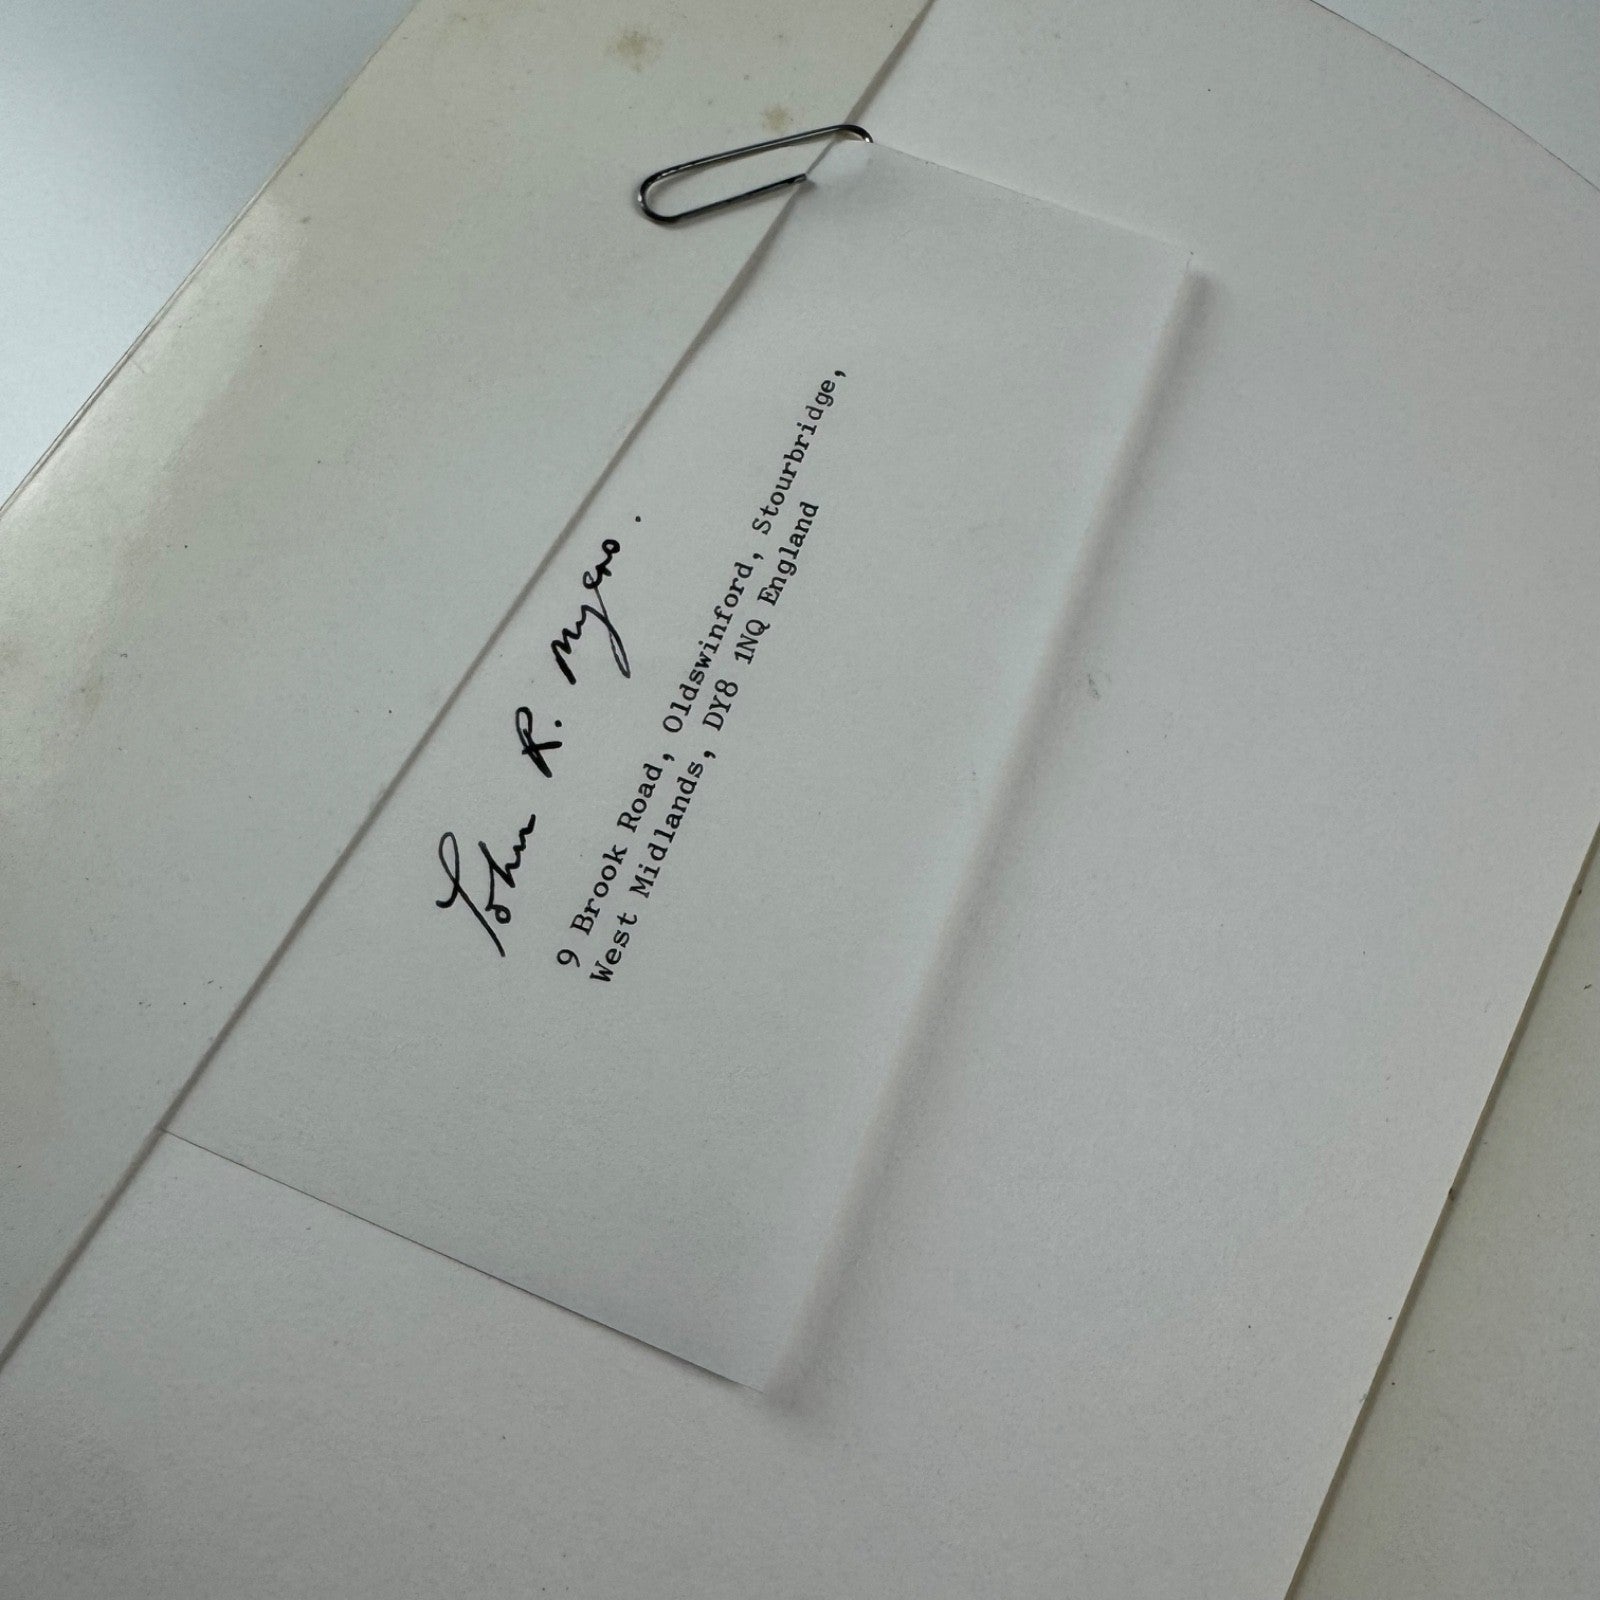 John R. Myers.
9 Brook Road, Oldswinford, Stourbridge,
West Midlands, DY8 1NQ England